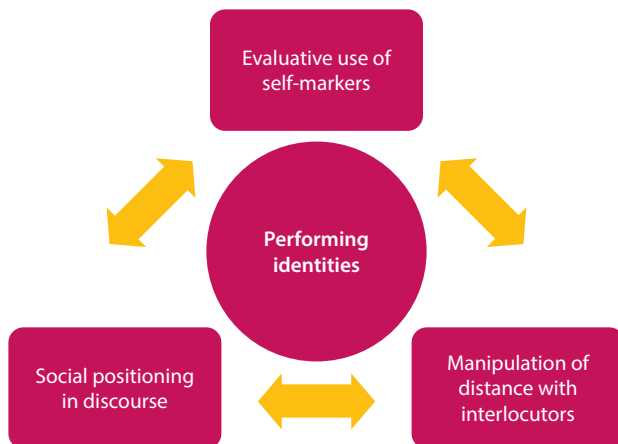 Evaluative use of
self-markers
Performing
identities
Social positioning
in discourse
Manipulation of
distance with
interlocutors